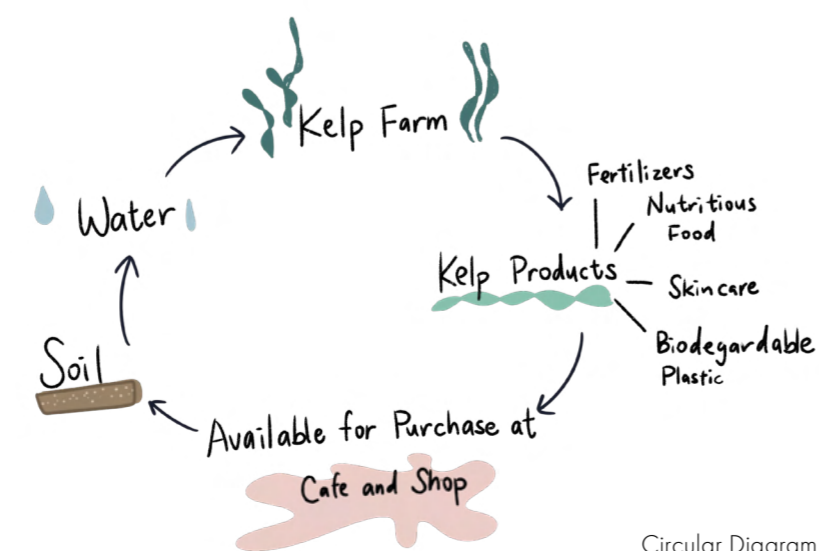 Kelp Farm
Fertilizers
Nutritious
Food
Water
Kelp Products
Skincare
Biodegardable
Plastic
Soil
Available for Purchase at
Cafe and Shop
Circular Diagram